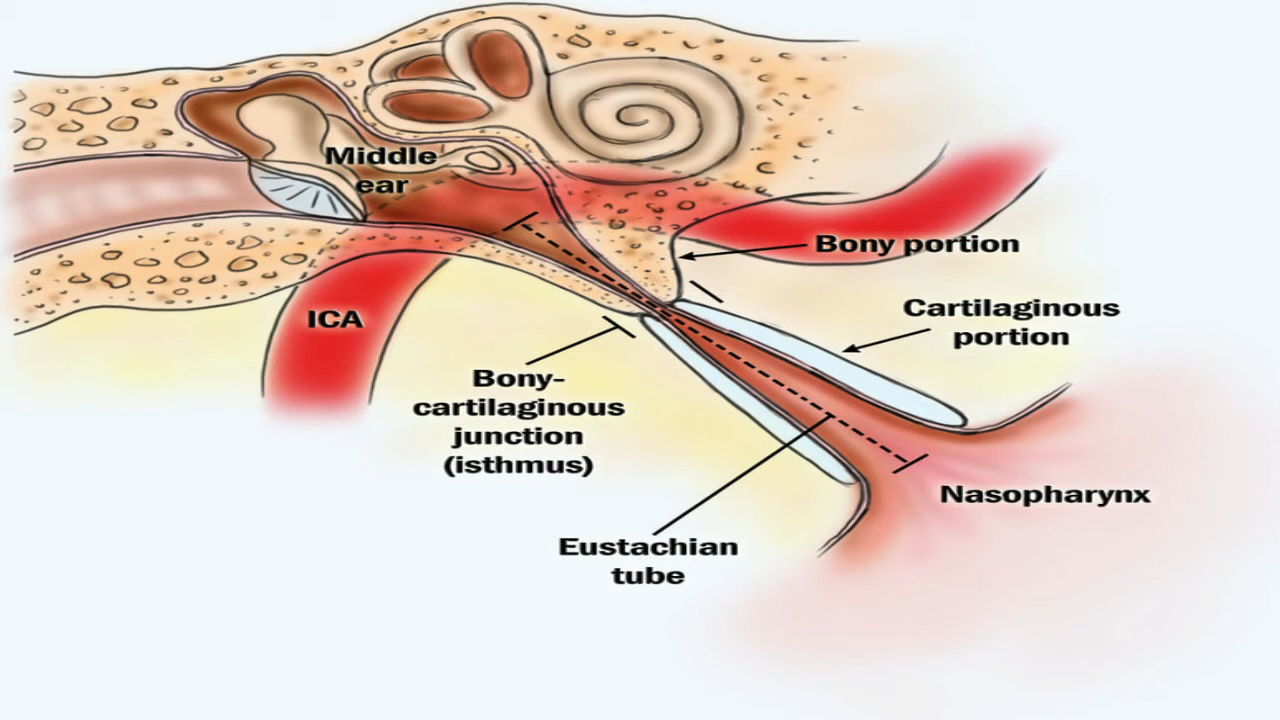 Middle
ear
Bony portion
Cartilaginous
portion
ICA
Bony-
cartilaginous
junction
(isthmus)
Nasopharynx
Eustachian
tube